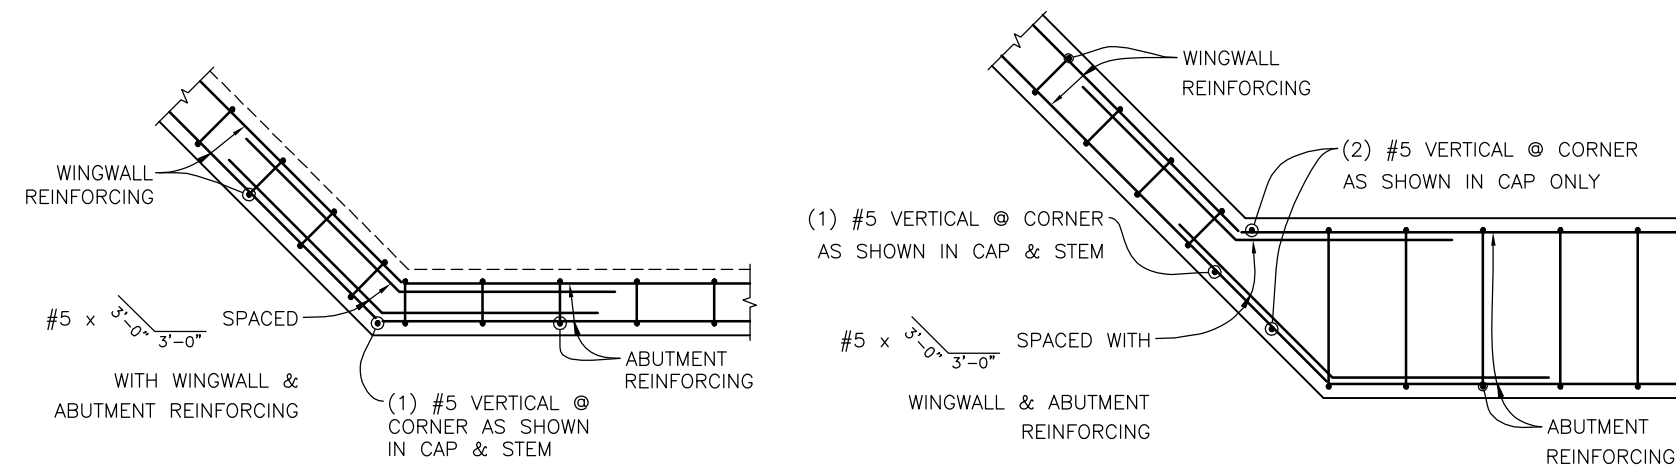 WINGWALL
REINFORCING
#5 x 3'-0" 3'-0" SPACED
WITH WINGWALL &
ABUTMENT REINFORCING
(1) #5 VERTICAL @
CORNER AS SHOWN
IN CAP & STEM
ABUTMENT
REINFORCING
WINGWALL
REINFORCING
(2) #5 VERTICAL @ CORNER
AS SHOWN IN CAP ONLY
(1) #5 VERTICAL @ CORNER
AS SHOWN IN CAP & STEM
#5 x 3'-0" 3'-0" SPACED WITH
WINGWALL & ABUTMENT
REINFORCING
ABUTMENT
REINFORCING